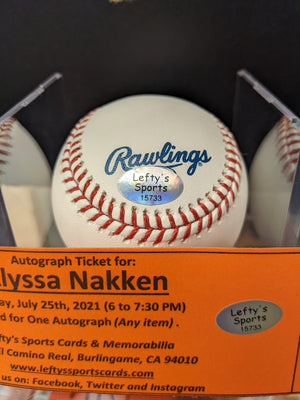 Rawlings
Lefty's
Sports
15733
Autograph Ticket for:
lyssa Nakken
ay, July 25th, 2021 (6 to 7:30 PM)
d for One Autograph (Any item) .
Lefty's
Sports
15733
ty's Sports Cards & Memorabilia
l Camino Real, Burlingame, CA 94010
www.leftyssportscards.com
us on: Facebook, Twitter and Instagram